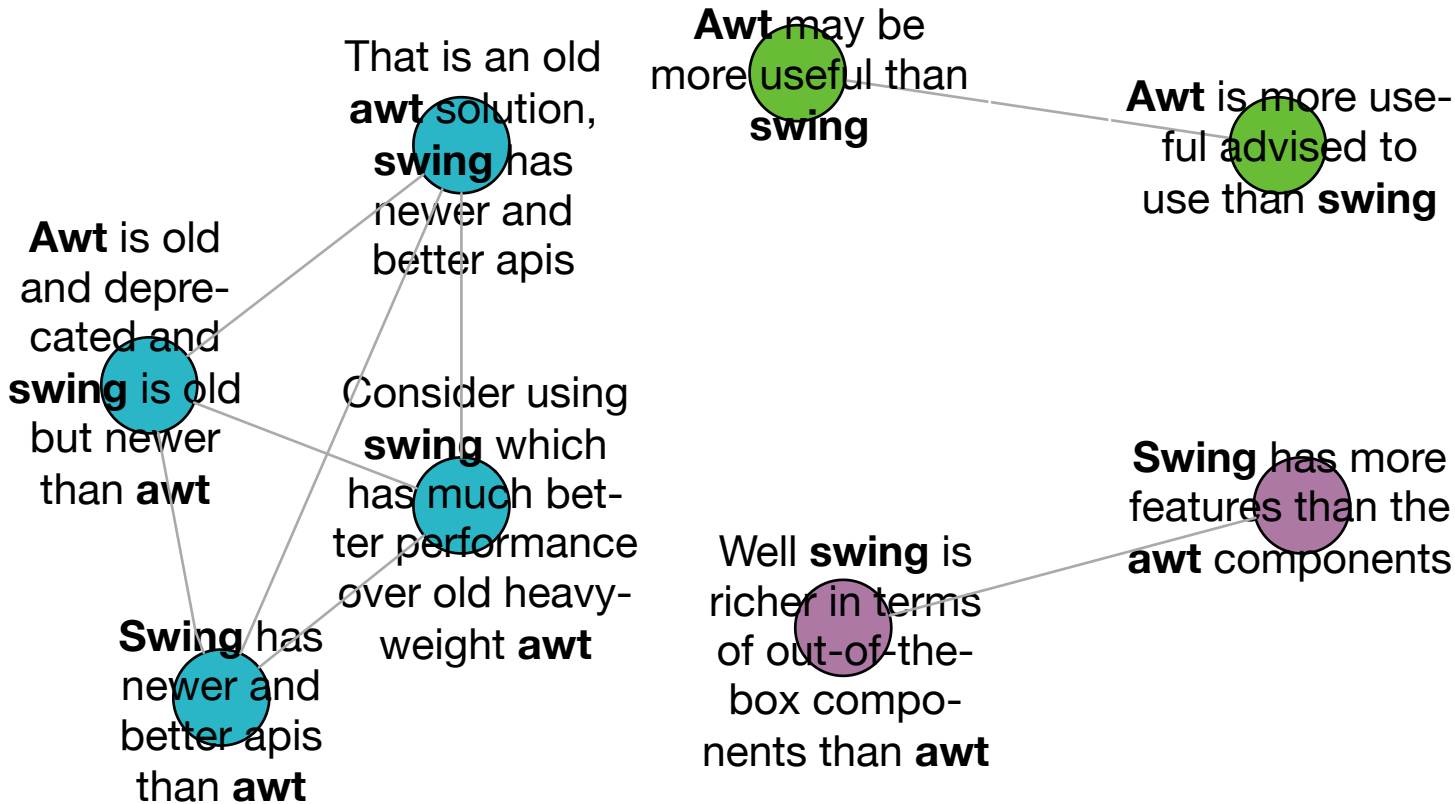 That is an old
awt solution,
swing has
newer and
better apis
Awt may be
more useful than
swing
Awt is more use-
ful advised to
use than swing
Awt is old
and depre-
cated and
swing is old
but newer
than awt
Consider using
swing which
has much bet-
ter performance
over old heavy-
weight awt
Swing has more
features than the
awt components
Well swing is
richer in terms
of out-of-the-
box compo-
nents than awt
Swing has
newer and
better apis
than awt